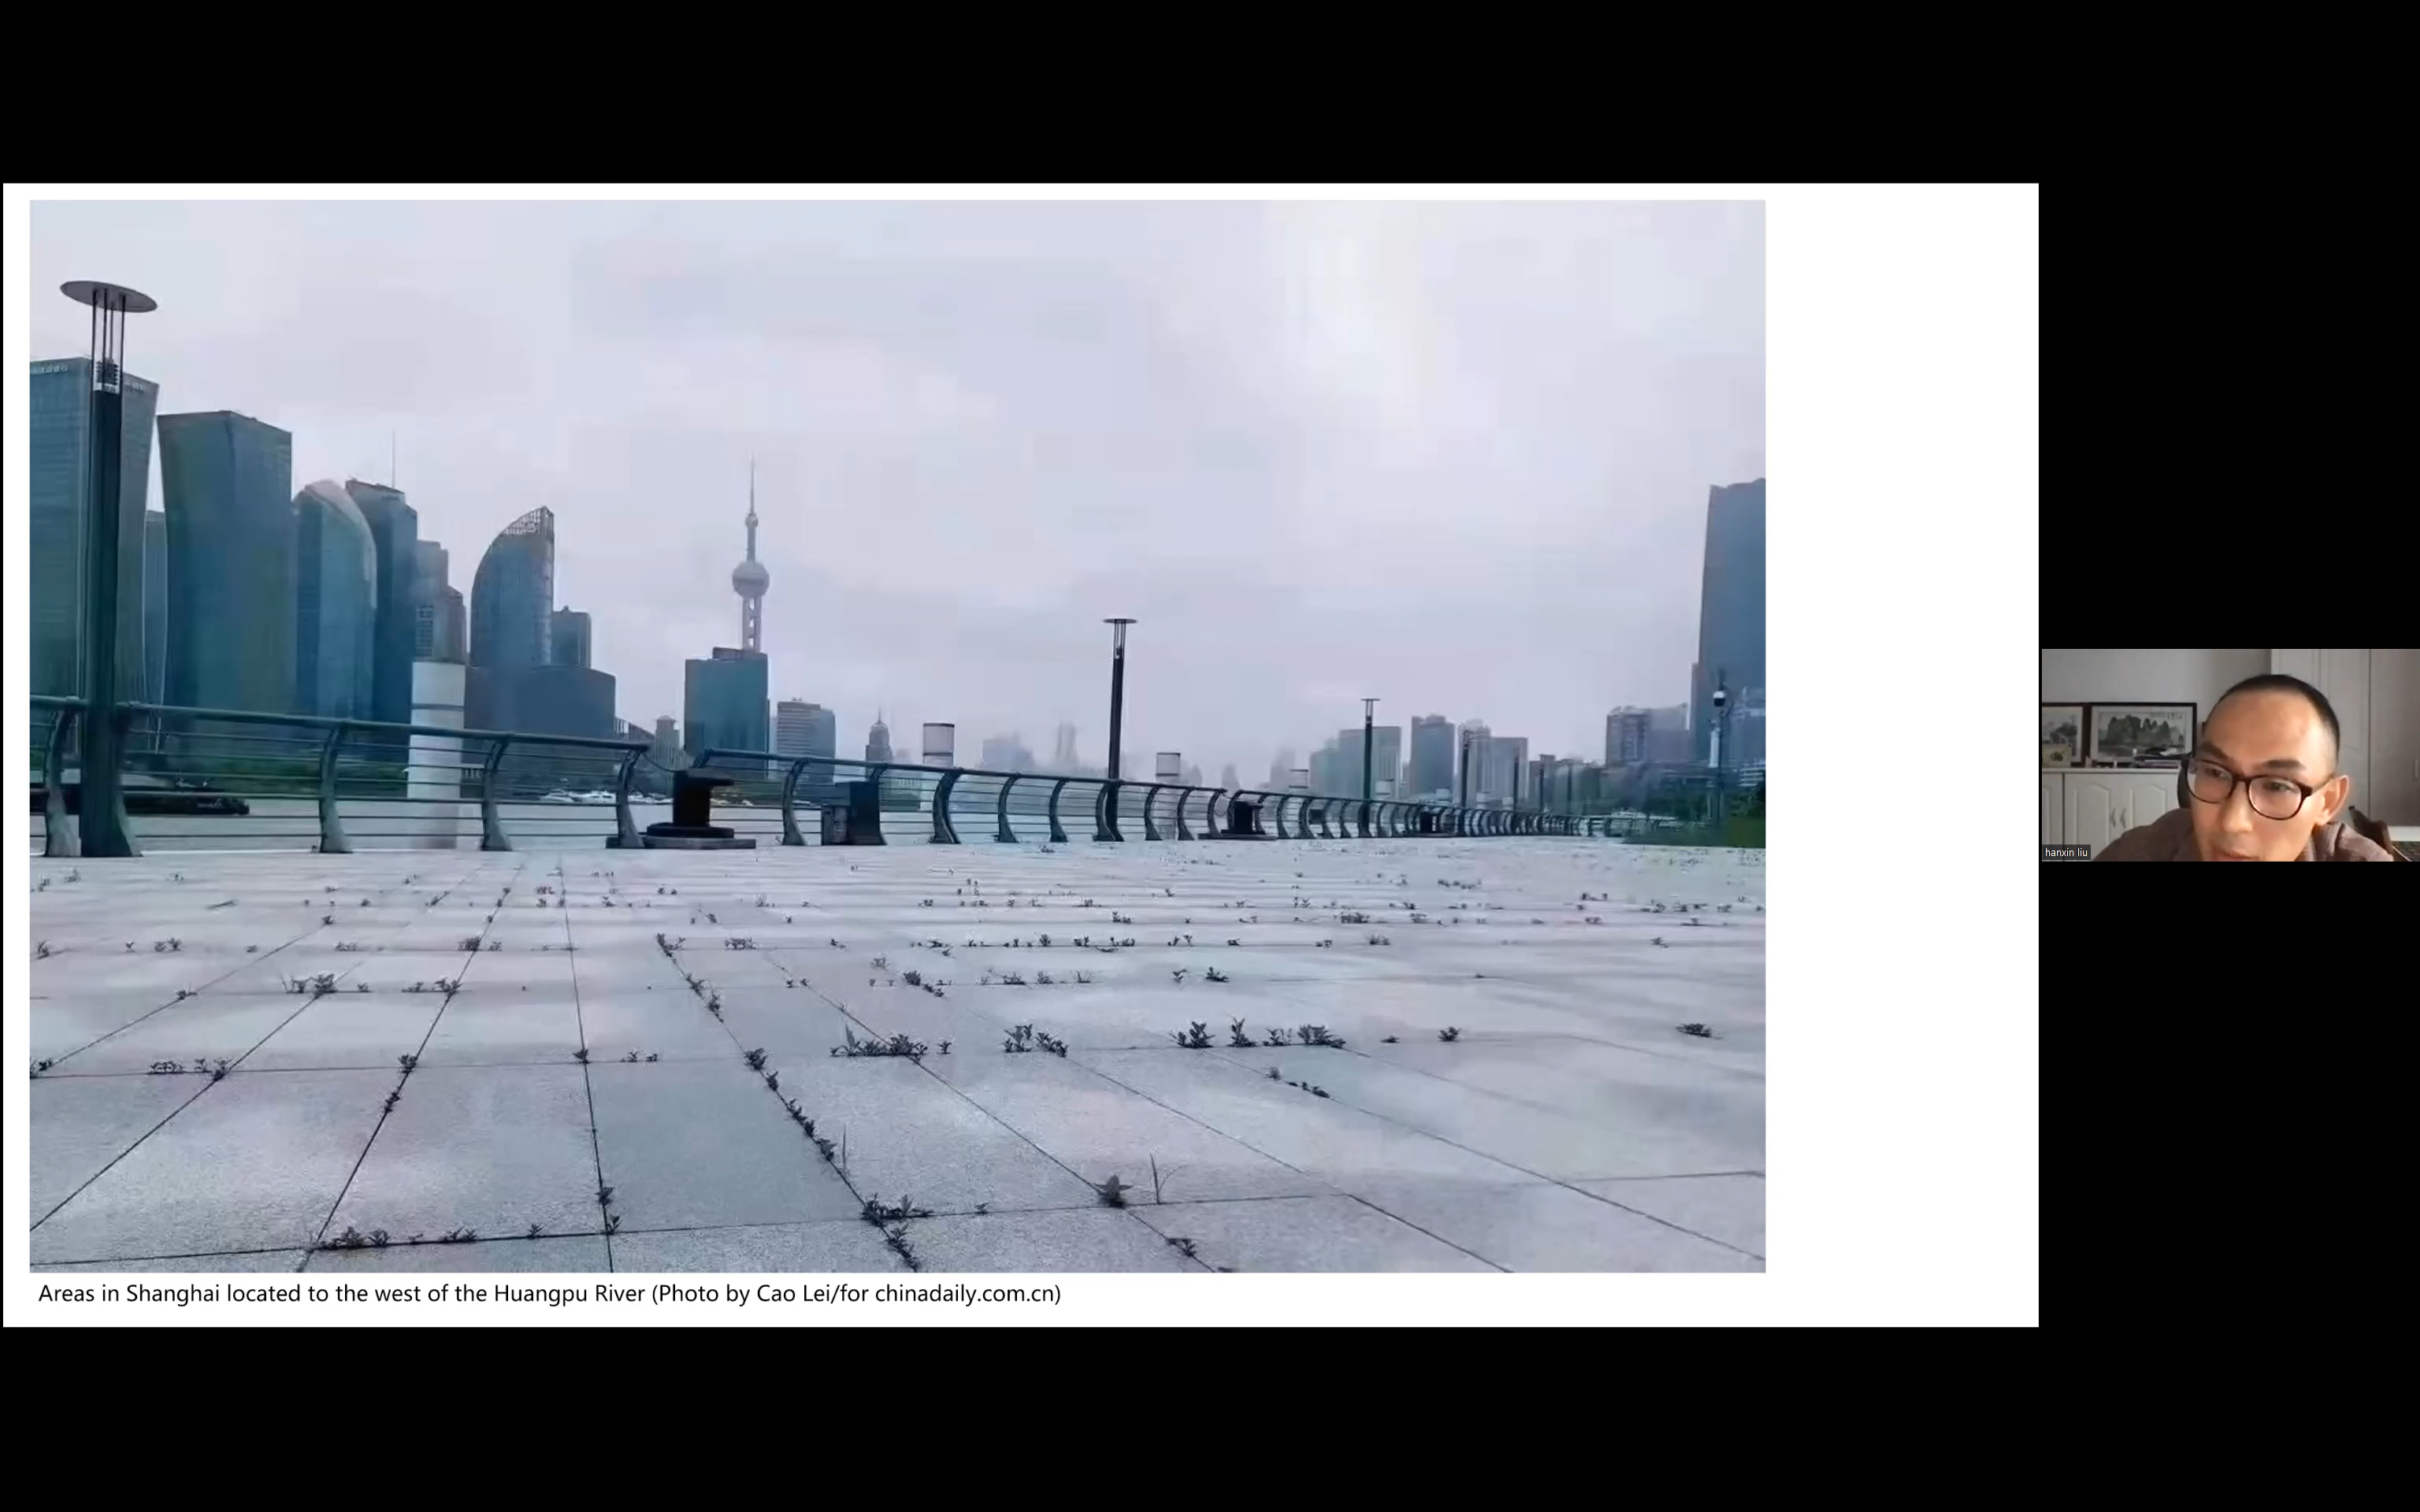 Areas in Shanghai located to the west of the Huangpu River (Photo by Cao Lei/for chinadaily.com.cn)
hanxin liu